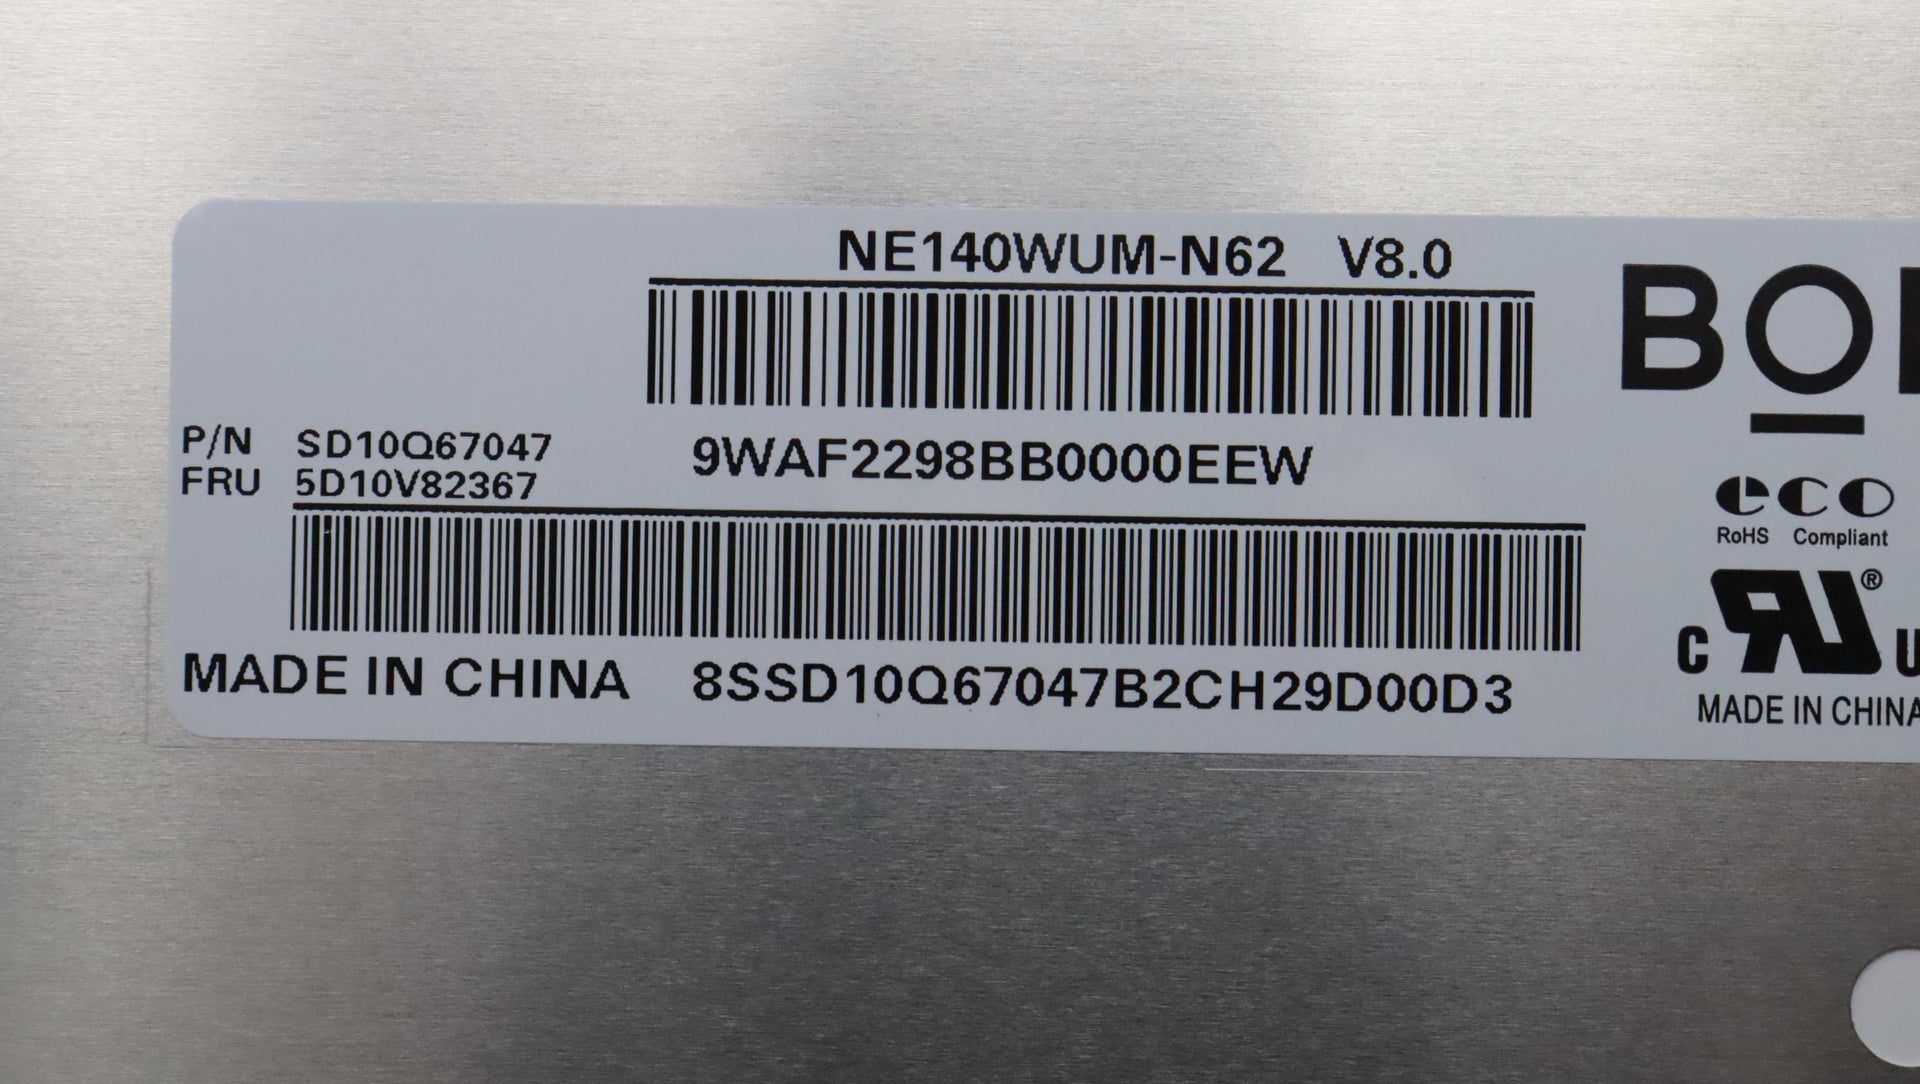 NE140WUM-N62 V8.0
P/N SD10Q67047
FRU 5D10V82367
9WAF2298BB0000EEW
MADE IN CHINA 8SSD10Q67047B2CH29D00D3
BO
eco
RoHS Compliant
C RU ® U
MADE IN CHINA